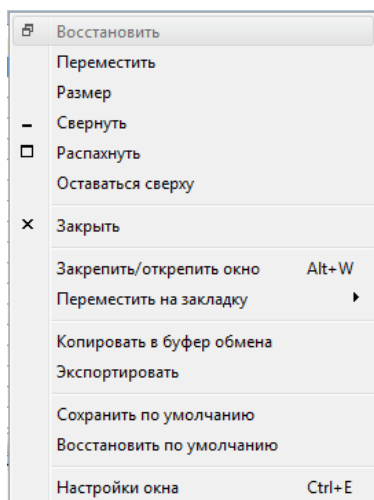 Восстановить
Переместить
Размер
Свернуть
Распахнуть
Оставаться сверху
Закрыть
Закрепить/открепить окно Alt+W
Переместить на закладку
Копировать в буфер обмена
Экспортировать
Сохранить по умолчанию
Восстановить по умолчанию
Настройки окна Ctrl+E